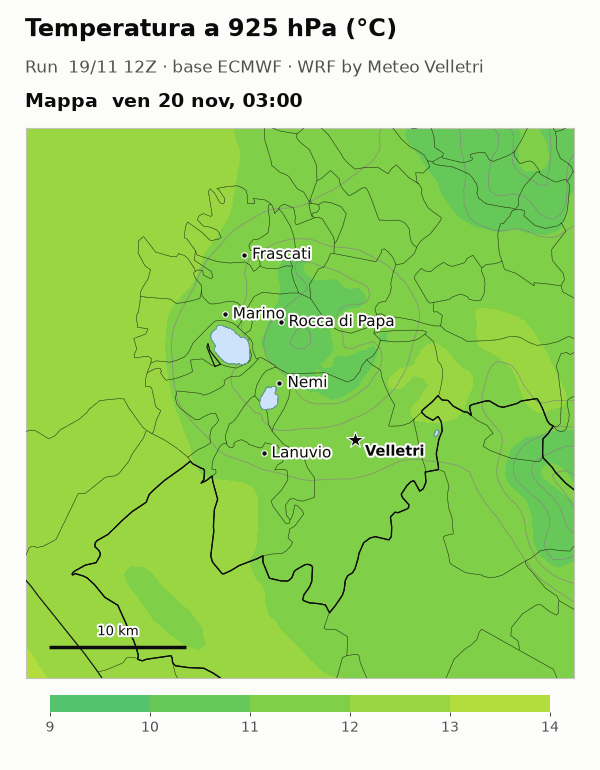 Temperatura a 925 hPa (°C)
Run  19/11 12Z · base ECMWF · WRF by Meteo Velletri
Mappa  ven 20 nov, 03:00
Frascati
Marino
Rocca di Papa
Nemi
Velletri
Lanuvio
10 km
9 10 11 12 13 14